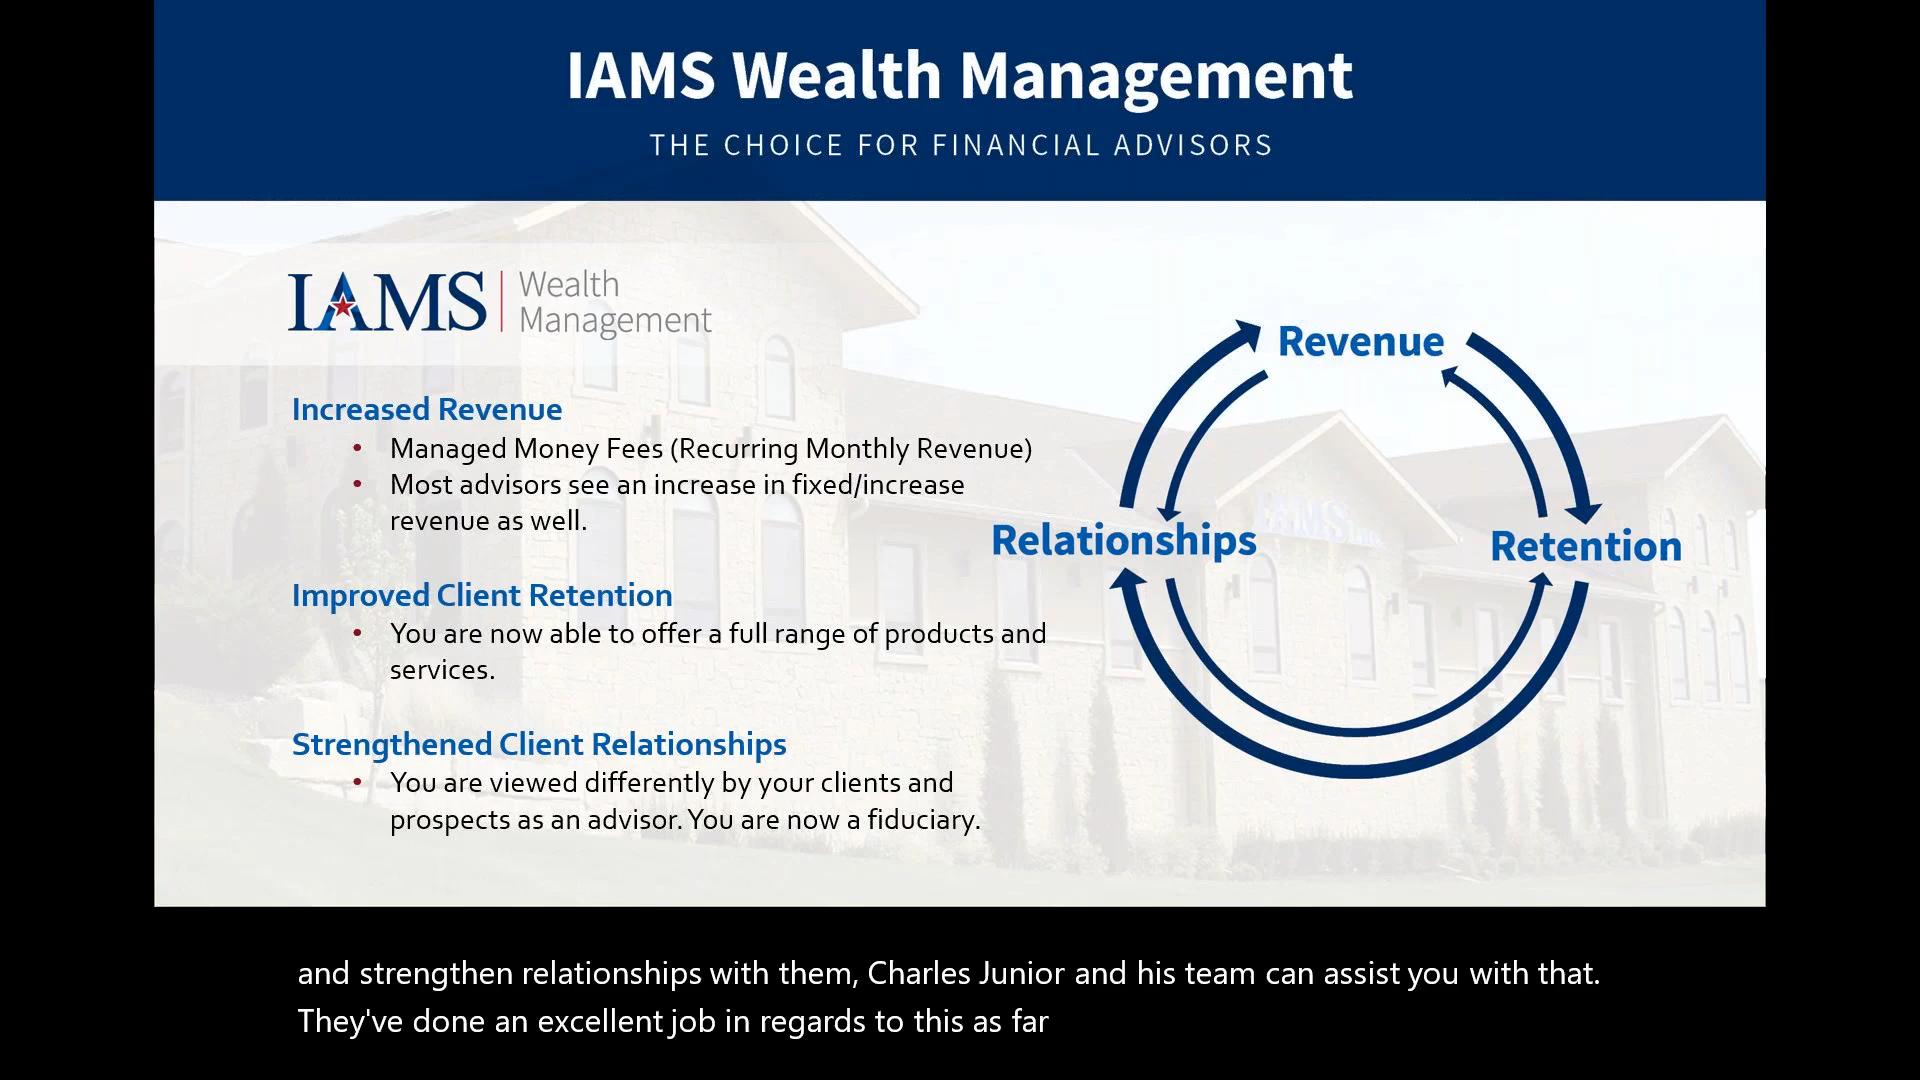 IAMS Wealth Management
THE CHOICE FOR FINANCIAL ADVISORS
IAMS | Wealth
Management
Increased Revenue
• Managed Money Fees (Recurring Monthly Revenue)
• Most advisors see an increase in fixed/increase
revenue as well.
Improved Client Retention
• You are now able to offer a full range of products and
services.
Strengthened Client Relationships
• You are viewed differently by your clients and
prospects as an advisor. You are now a fiduciary.
Revenue
Relationships
Retention
IAMS
and strengthen relationships with them, Charles Junior and his team can assist you with that.
They've done an excellent job in regards to this as far